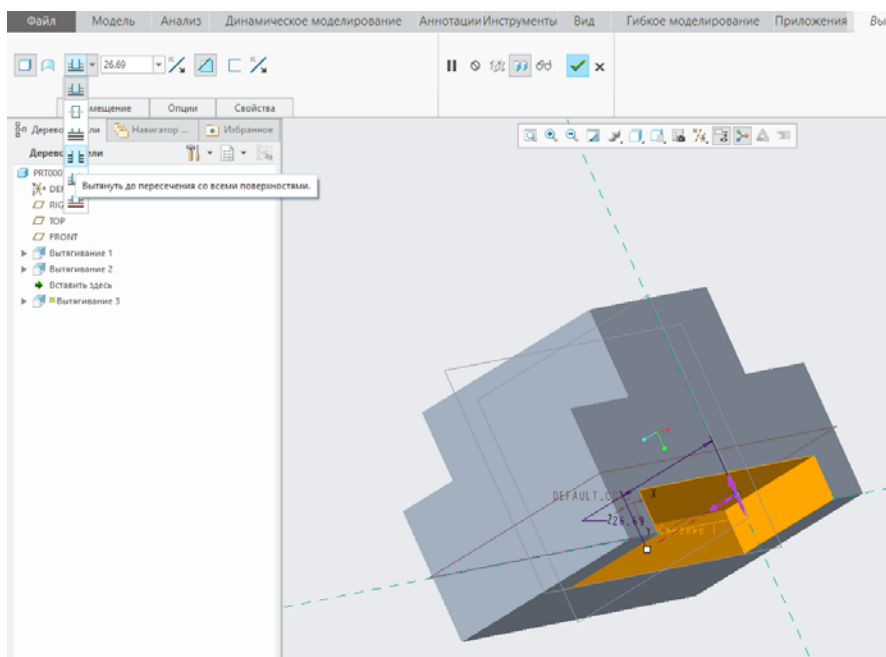 Файл Модель Анализ Динамическое моделирование Аннотации Инструменты Вид Гибкое моделирование Приложения Вы
26.69
мещение Опции Свойства
Дерево ли Навигатор ... Избранное
Дерев ели
PRT000
DEF
RIG
TOP
FRONT
Вытягивание 1
Вытягивание 2
Вставить здесь
Вытягивание 3
Вытянуть до пересечения со всеми поверхностями.
X
Z
Y
26.69